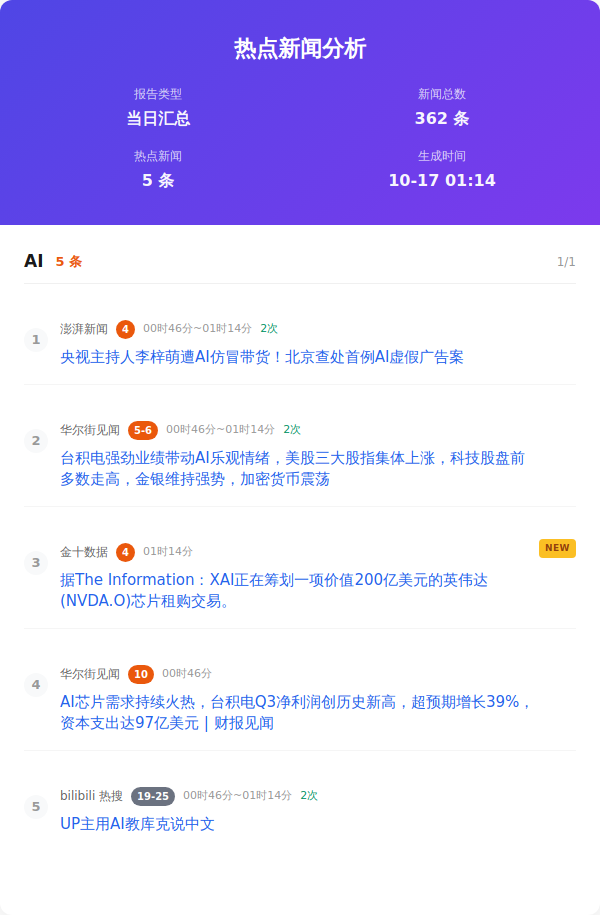 热点新闻分析
报告类型
新闻总数
当日汇总
362 条
热点新闻
生成时间
5 条
10-17 01:14
AI 5 条 1/1
1
澎湃新闻 4 00时46分~01时14分 2次
央视主持人李梓萌遭AI仿冒带货！北京查处首例AI虚假广告案
2
华尔街见闻 5-6 00时46分~01时14分 2次
台积电强劲业绩带动AI乐观情绪，美股三大股指集体上涨，科技股盘前
多数走高，金银维持强势，加密货币震荡
3
金十数据 4 01时14分 NEW
据The Information：XAI正在筹划一项价值200亿美元的英伟达
(NVDA.O)芯片租购交易。
4
华尔街见闻 10 00时46分
AI芯片需求持续火热，台积电Q3净利润创历史新高，超预期增长39%，
资本支出达97亿美元 | 财报见闻
5
bilibili 热搜 19-25 00时46分~01时14分 2次
UP主用AI教库克说中文